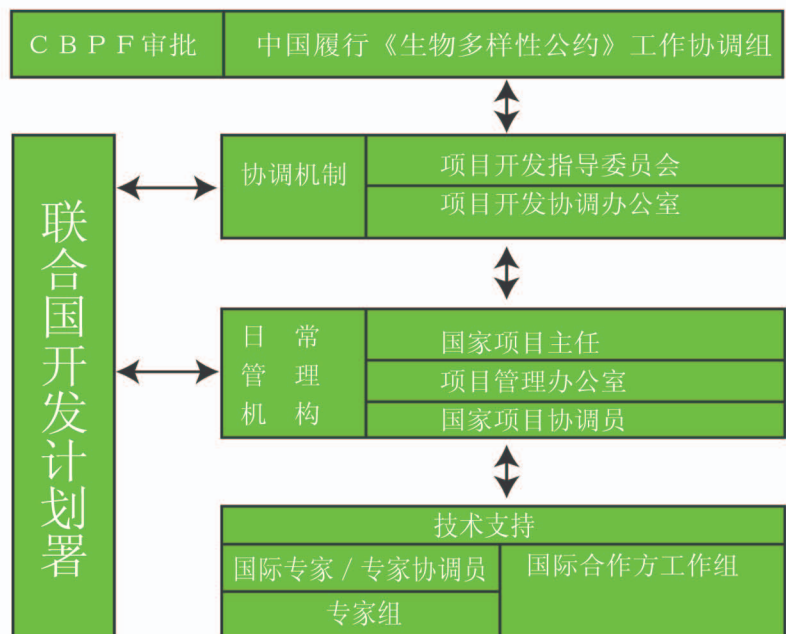 CBPF审批
中国履行《生物多样性公约》工作协调组
联合国开发计划署
协调机制
项目开发指导委员会
项目开发协调办公室
日常
管理
机构
国家项目主任
项目管理办公室
国家项目协调员
技术支持
国际专家/专家协调员
国际合作方工作组
专家组